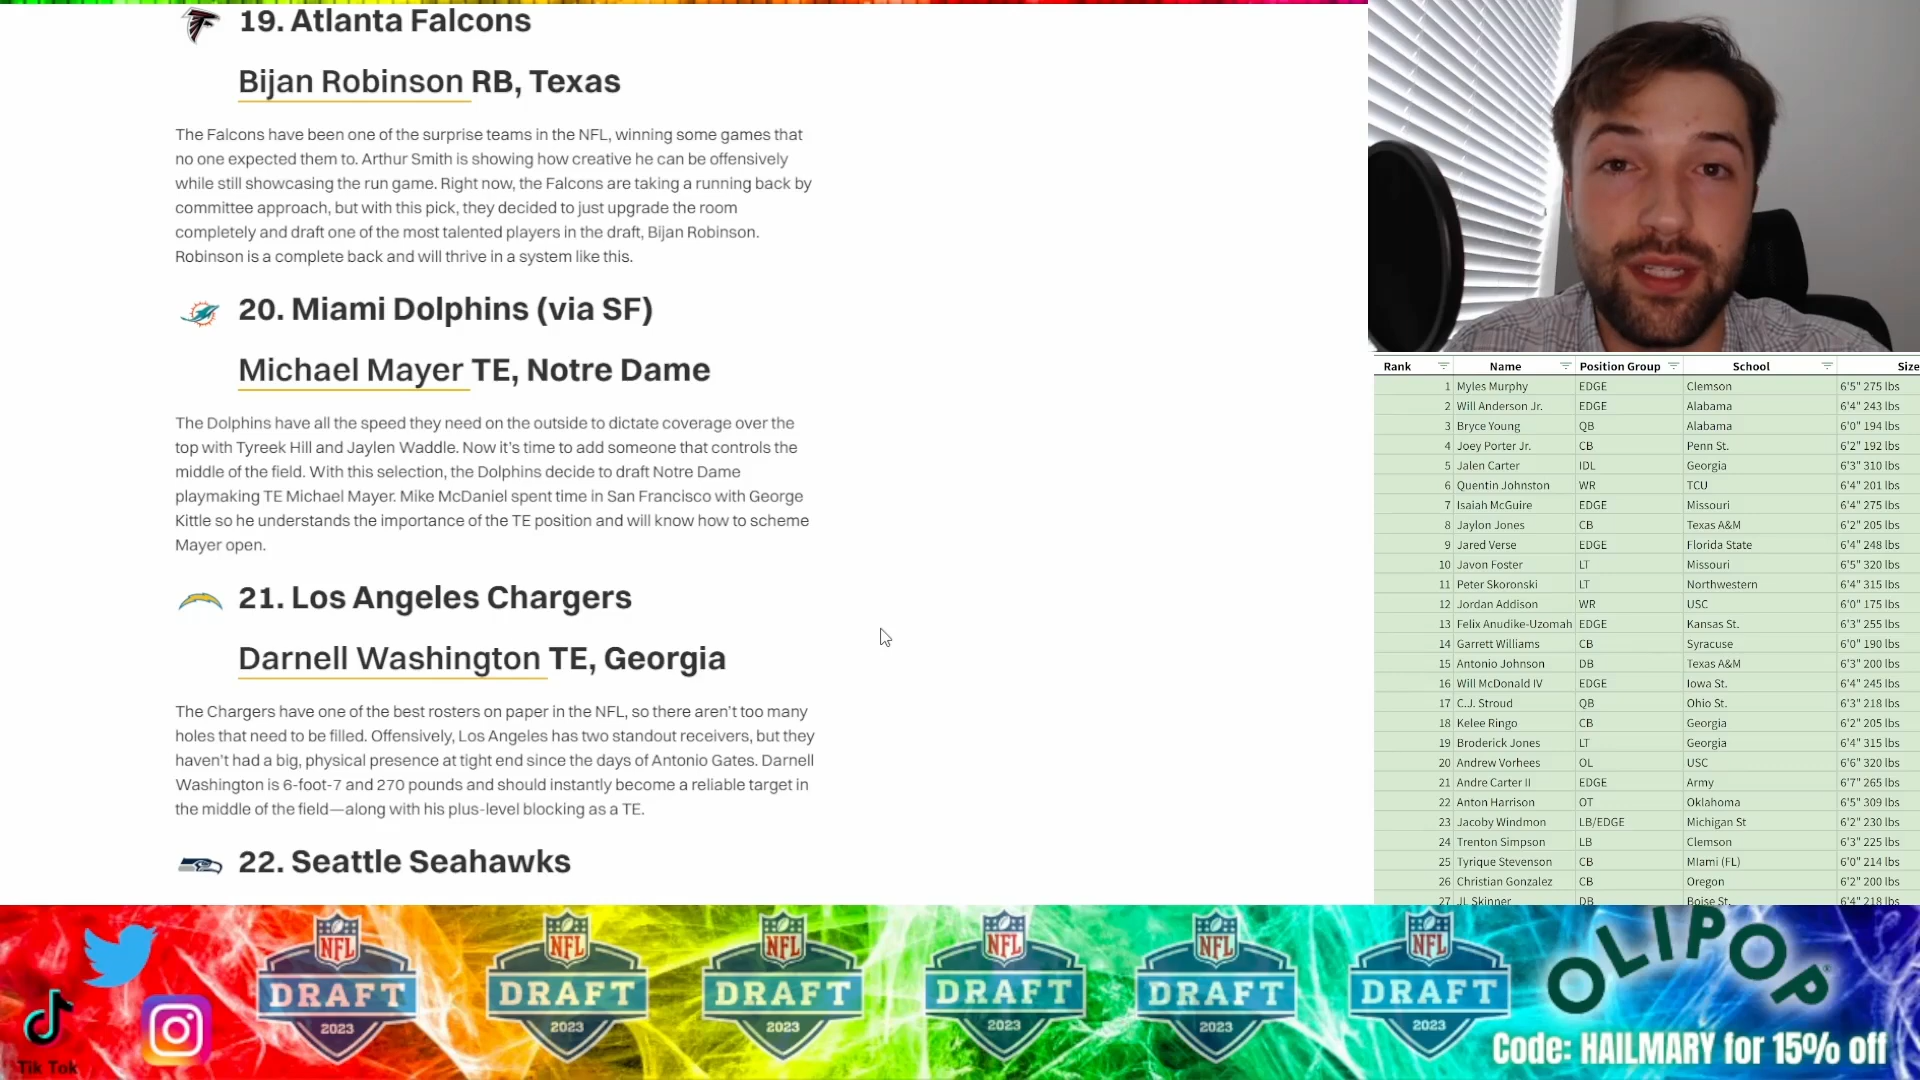 19. Atlanta Falcons
Bijan Robinson RB, Texas
The Falcons have been one of the surprise teams in the NFL, winning some games that
no one expected them to. Arthur Smith is showing how creative he can be offensively
while still showcasing the run game. Right now, the Falcons are taking a running back by
committee approach, but with this pick, they decided to just upgrade the room
completely and draft one of the most talented players in the draft, Bijan Robinson.
Robinson is a complete back and will thrive in a system like this.
20. Miami Dolphins (via SF)
Michael Mayer TE, Notre Dame
The Dolphins have all the speed they need on the outside to dictate coverage over the
top with Tyreek Hill and Jaylen Waddle. Now it's time to add someone that controls the
middle of the field. With this selection, the Dolphins decide to draft Notre Dame
playmaking TE Michael Mayer. Mike McDaniel spent time in San Francisco with George
Kittle so he understands the importance of the TE position and will know how to scheme
Mayer open.
21. Los Angeles Chargers
Darnell Washington TE, Georgia
The Chargers have one of the best rosters on paper in the NFL, so there aren't too many
holes that need to be filled. Offensively, Los Angeles has two standout receivers, but they
haven't had a big, physical presence at tight end since the days of Antonio Gates. Darnell
Washington is 6-foot-7 and 270 pounds and should instantly become a reliable target in
the middle of the field—along with his plus-level blocking as a TE.
22. Seattle Seahawks
Rank Name Position Group School Size
1 Myles Murphy EDGE Clemson 6'5" 275 lbs
2 Will Anderson Jr. EDGE Alabama 6'4" 243 lbs
3 Bryce Young QB Alabama 6'0" 194 lbs
4 Joey Porter Jr. CB Penn St. 6'2" 192 lbs
5 Jalen Carter IDL Georgia 6'3" 310 lbs
6 Quentin Johnston WR TCU 6'4" 201 lbs
7 Isaiah McGuire EDGE Missouri 6'4" 275 lbs
8 Jaylon Jones CB Texas A&M 6'2" 205 lbs
9 Jared Verse EDGE Florida State 6'4" 248 lbs
10 Javon Foster LT Missouri 6'5" 320 lbs
11 Peter Skoronski LT Northwestern 6'4" 315 lbs
12 Jordan Addison WR USC 6'0" 175 lbs
13 Felix Anudike-Uzomah EDGE Kansas St. 6'3" 255 lbs
14 Garrett Williams CB Syracuse 6'0" 190 lbs
15 Antonio Johnson DB Texas A&M 6'3" 200 lbs
16 Will McDonald IV EDGE Iowa St. 6'4" 245 lbs
17 C.J. Stroud QB Ohio St. 6'3" 218 lbs
18 Kelee Ringo CB Georgia 6'2" 205 lbs
19 Broderick Jones LT Georgia 6'4" 315 lbs
20 Andrew Vorhees OL USC 6'6" 320 lbs
21 Andre Carter II EDGE Army 6'7" 265 lbs
22 Anton Harrison OT Oklahoma 6'5" 309 lbs
23 Jacoby Windmon LB/EDGE Michigan St 6'2" 230 lbs
24 Trenton Simpson LB Clemson 6'3" 225 lbs
25 Tyrique Stevenson CB MIami (FL) 6'0" 214 lbs
26 Christian Gonzalez CB Oregon 6'2" 200 lbs
27 JL Skinner DB Boise St. 6'4" 218 lbs
NFL NFL NFL NFL NFL NFL
DRAFT DRAFT DRAFT DRAFT DRAFT DRAFT
2023 2023 2023 2023 2023 2023
Tik Tok
OLIPOP
Code: HAILMARY for 15% off